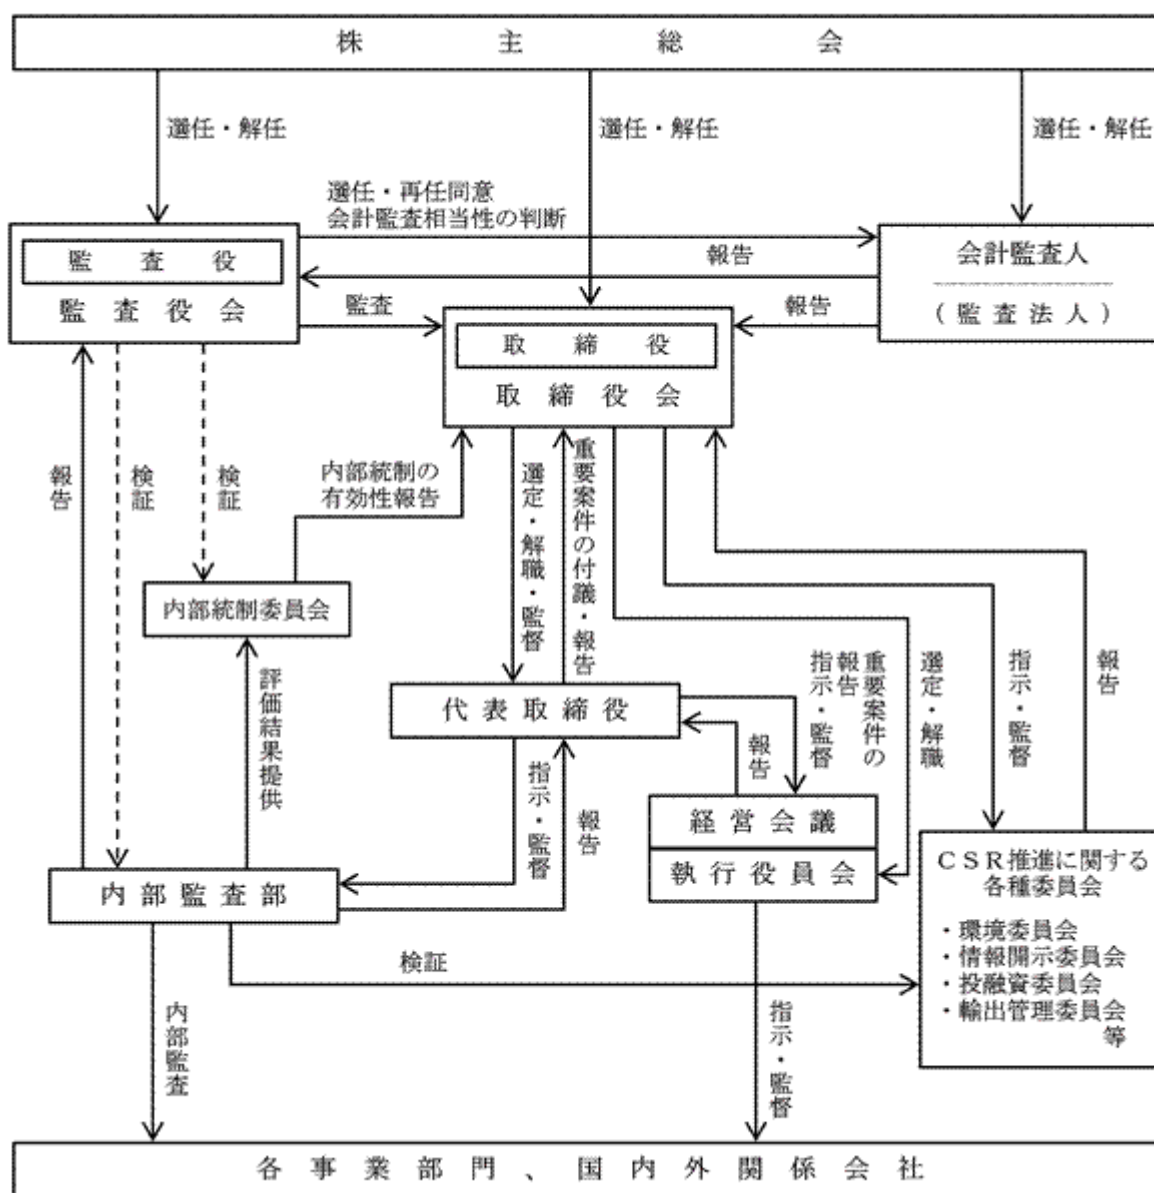 株主総会
選任・解任
選任・解任
選任・解任
選任・再任同意
会計監査相当性の判断
監査役
監査役会
報告
会計監査人
(監査法人)
監査
報告
取締役
取締役会
報告
検証
検証
内部統制の
有効性報告
選定・解職・監督
重要案件の付議・報告
内部統制委員会
評価結果提供
代表取締役
指示・監督
報告
報告
重要案件の
報告
指示・監督
選定・解職
指示・監督
報告
経営会議
執行役員会
CSR推進に関する
各種委員会
・環境委員会
・情報開示委員会
・投融資委員会
・輸出管理委員会
等
内部監査部
検証
内部監査
指示・監督
各事業部門、国内外関係会社